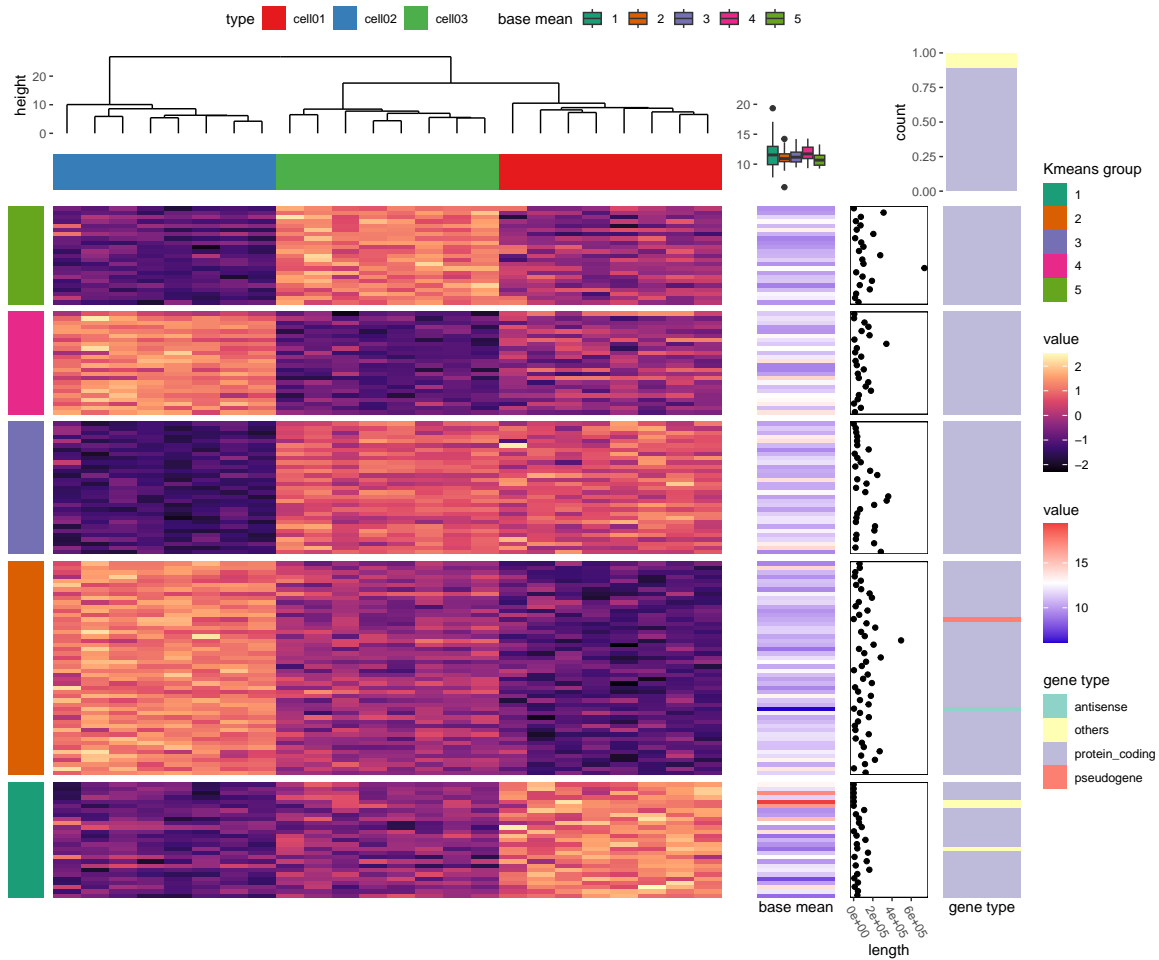 type cell01 cell02 cell03 base mean 1 2 3 4 5
height
20
10
0
20
15
10
count
1.00
0.75
0.50
0.25
0.00
Kmeans group
1
2
3
4
5
value
2
1
0
−1
−2
value
15
10
gene type
antisense
others
protein_coding
pseudogene
base mean
0e+00
2e+05
4e+05
6e+05
length
gene type